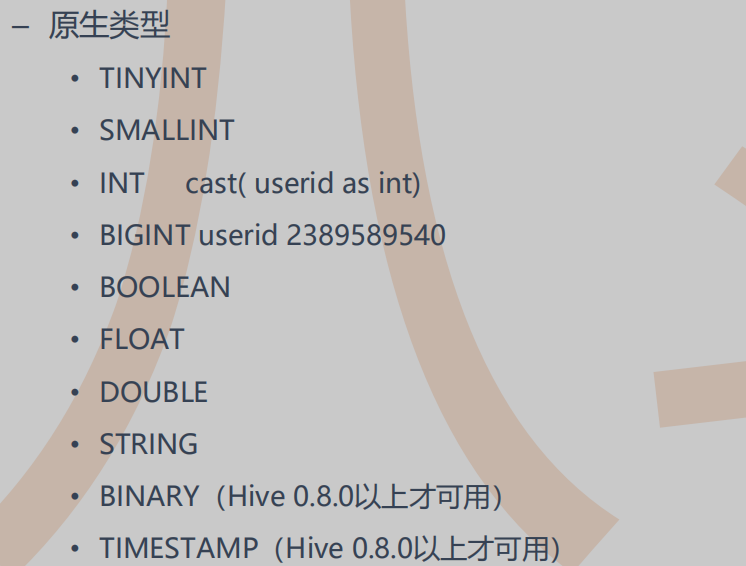 – 原生类型
• TINYINT
• SMALLINT
• INT cast( userid as int)
• BIGINT userid 2389589540
• BOOLEAN
• FLOAT
• DOUBLE
• STRING
• BINARY（Hive 0.8.0以上才可用）
• TIMESTAMP（Hive 0.8.0以上才可用）